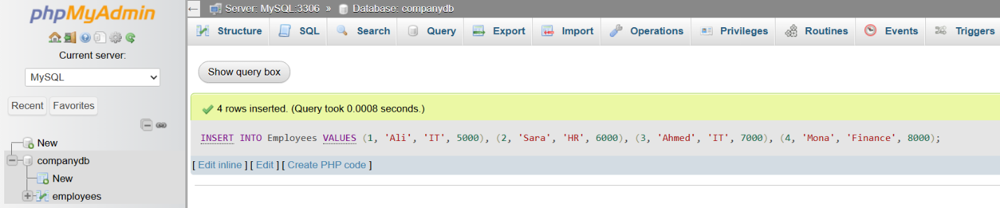 phpMyAdmin
Current server:
MySQL
Recent Favorites
New
companydb
New
employees
Server: MySQL:3306 » Database: companydb
Structure SQL Search Query Export Import Operations Privileges Routines Events Triggers
Show query box
4 rows inserted. (Query took 0.0008 seconds.)
INSERT INTO Employees VALUES (1, 'Ali', 'IT', 5000), (2, 'Sara', 'HR', 6000), (3, 'Ahmed', 'IT', 7000), (4, 'Mona', 'Finance', 8000);
[ Edit inline ] [ Edit ] [ Create PHP code ]